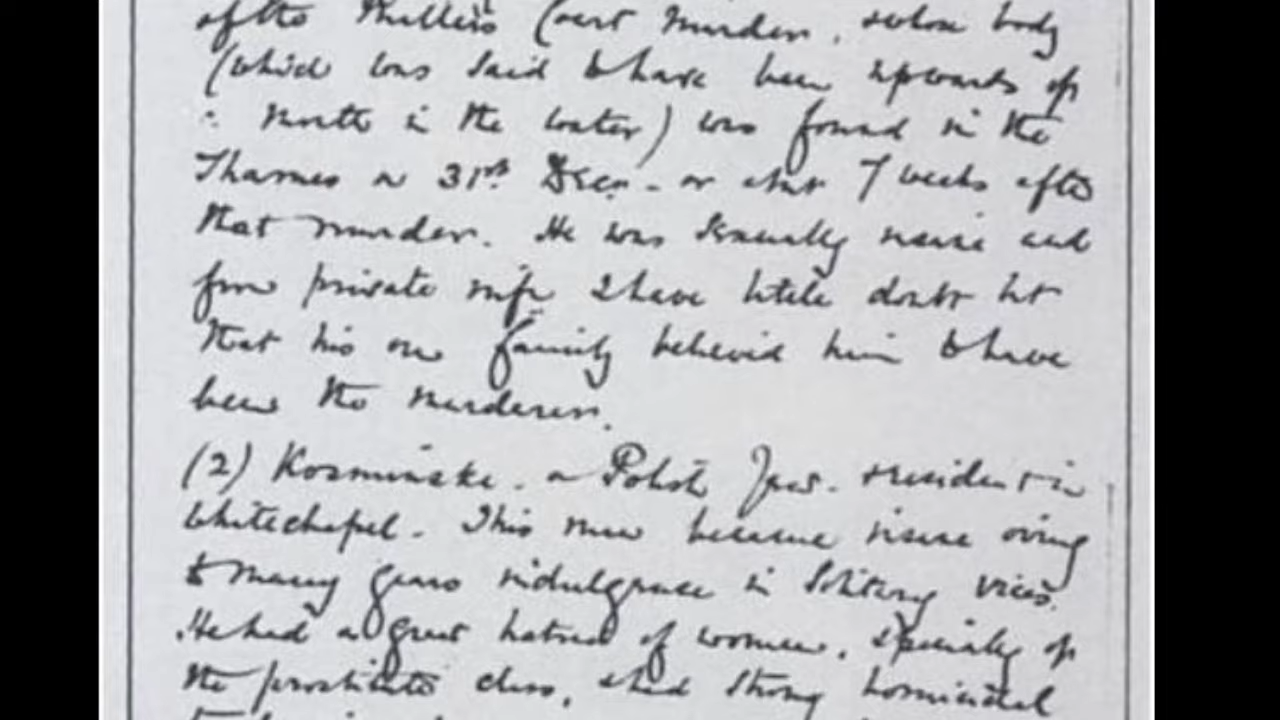 after the Miller's Court murder, whose body
(which was said to have been upwards of
a month in the water) was found in the
Thames on 31st Decr. - or about 7 weeks after
that murder. He was sexually insane and
from private inf. I have little doubt but
that his own family believed him to have
been the murderer.
(2) Kosminski, a Polish Jew, resident in
Whitechapel. This man became insane owing
to many years indulgence in solitary vices.
He had a great hatred of women, specially of
the prostitute class, & had strong homicidal